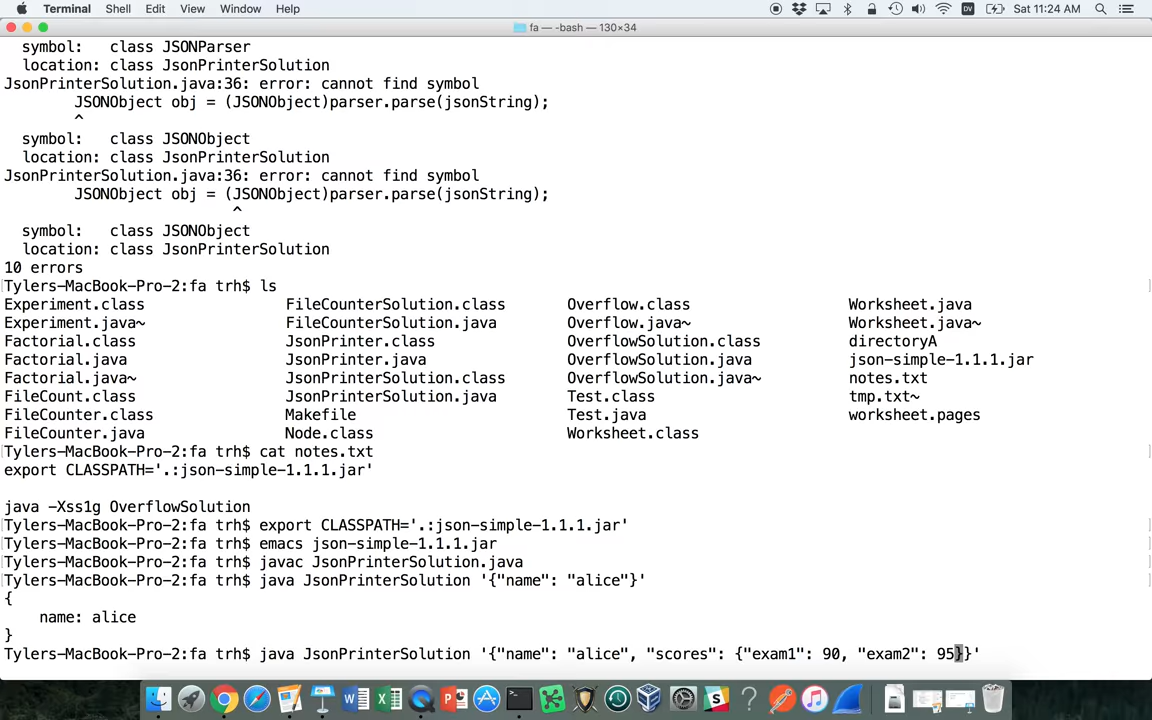 Terminal Shell Edit View Window Help DV Sat 11:24 AM
fa — -bash — 130×34
symbol:   class JSONParser
location: class JsonPrinterSolution
JsonPrinterSolution.java:36: error: cannot find symbol
JSONObject obj = (JSONObject)parser.parse(jsonString);
^
symbol:   class JSONObject
location: class JsonPrinterSolution
JsonPrinterSolution.java:36: error: cannot find symbol
JSONObject obj = (JSONObject)parser.parse(jsonString);
^
symbol:   class JSONObject
location: class JsonPrinterSolution
10 errors
Tylers-MacBook-Pro-2:fa trh$ ls
Experiment.class FileCounterSolution.class Overflow.class Worksheet.java
Experiment.java~ FileCounterSolution.java Overflow.java~ Worksheet.java~
Factorial.class JsonPrinter.class OverflowSolution.class directoryA
Factorial.java JsonPrinter.java OverflowSolution.java json-simple-1.1.1.jar
Factorial.java~ JsonPrinterSolution.class OverflowSolution.java~ notes.txt
FileCount.class JsonPrinterSolution.java Test.class tmp.txt~
FileCounter.class Makefile Test.java worksheet.pages
FileCounter.java Node.class Worksheet.class
Tylers-MacBook-Pro-2:fa trh$ cat notes.txt
export CLASSPATH='.:json-simple-1.1.1.jar'
java -Xss1g OverflowSolution
Tylers-MacBook-Pro-2:fa trh$ export CLASSPATH='.:json-simple-1.1.1.jar'
Tylers-MacBook-Pro-2:fa trh$ emacs json-simple-1.1.1.jar
Tylers-MacBook-Pro-2:fa trh$ javac JsonPrinterSolution.java
Tylers-MacBook-Pro-2:fa trh$ java JsonPrinterSolution '{"name": "alice"}'
{
name: alice
}
Tylers-MacBook-Pro-2:fa trh$ java JsonPrinterSolution '{"name": "alice", "scores": {"exam1": 90, "exam2": 95}}'